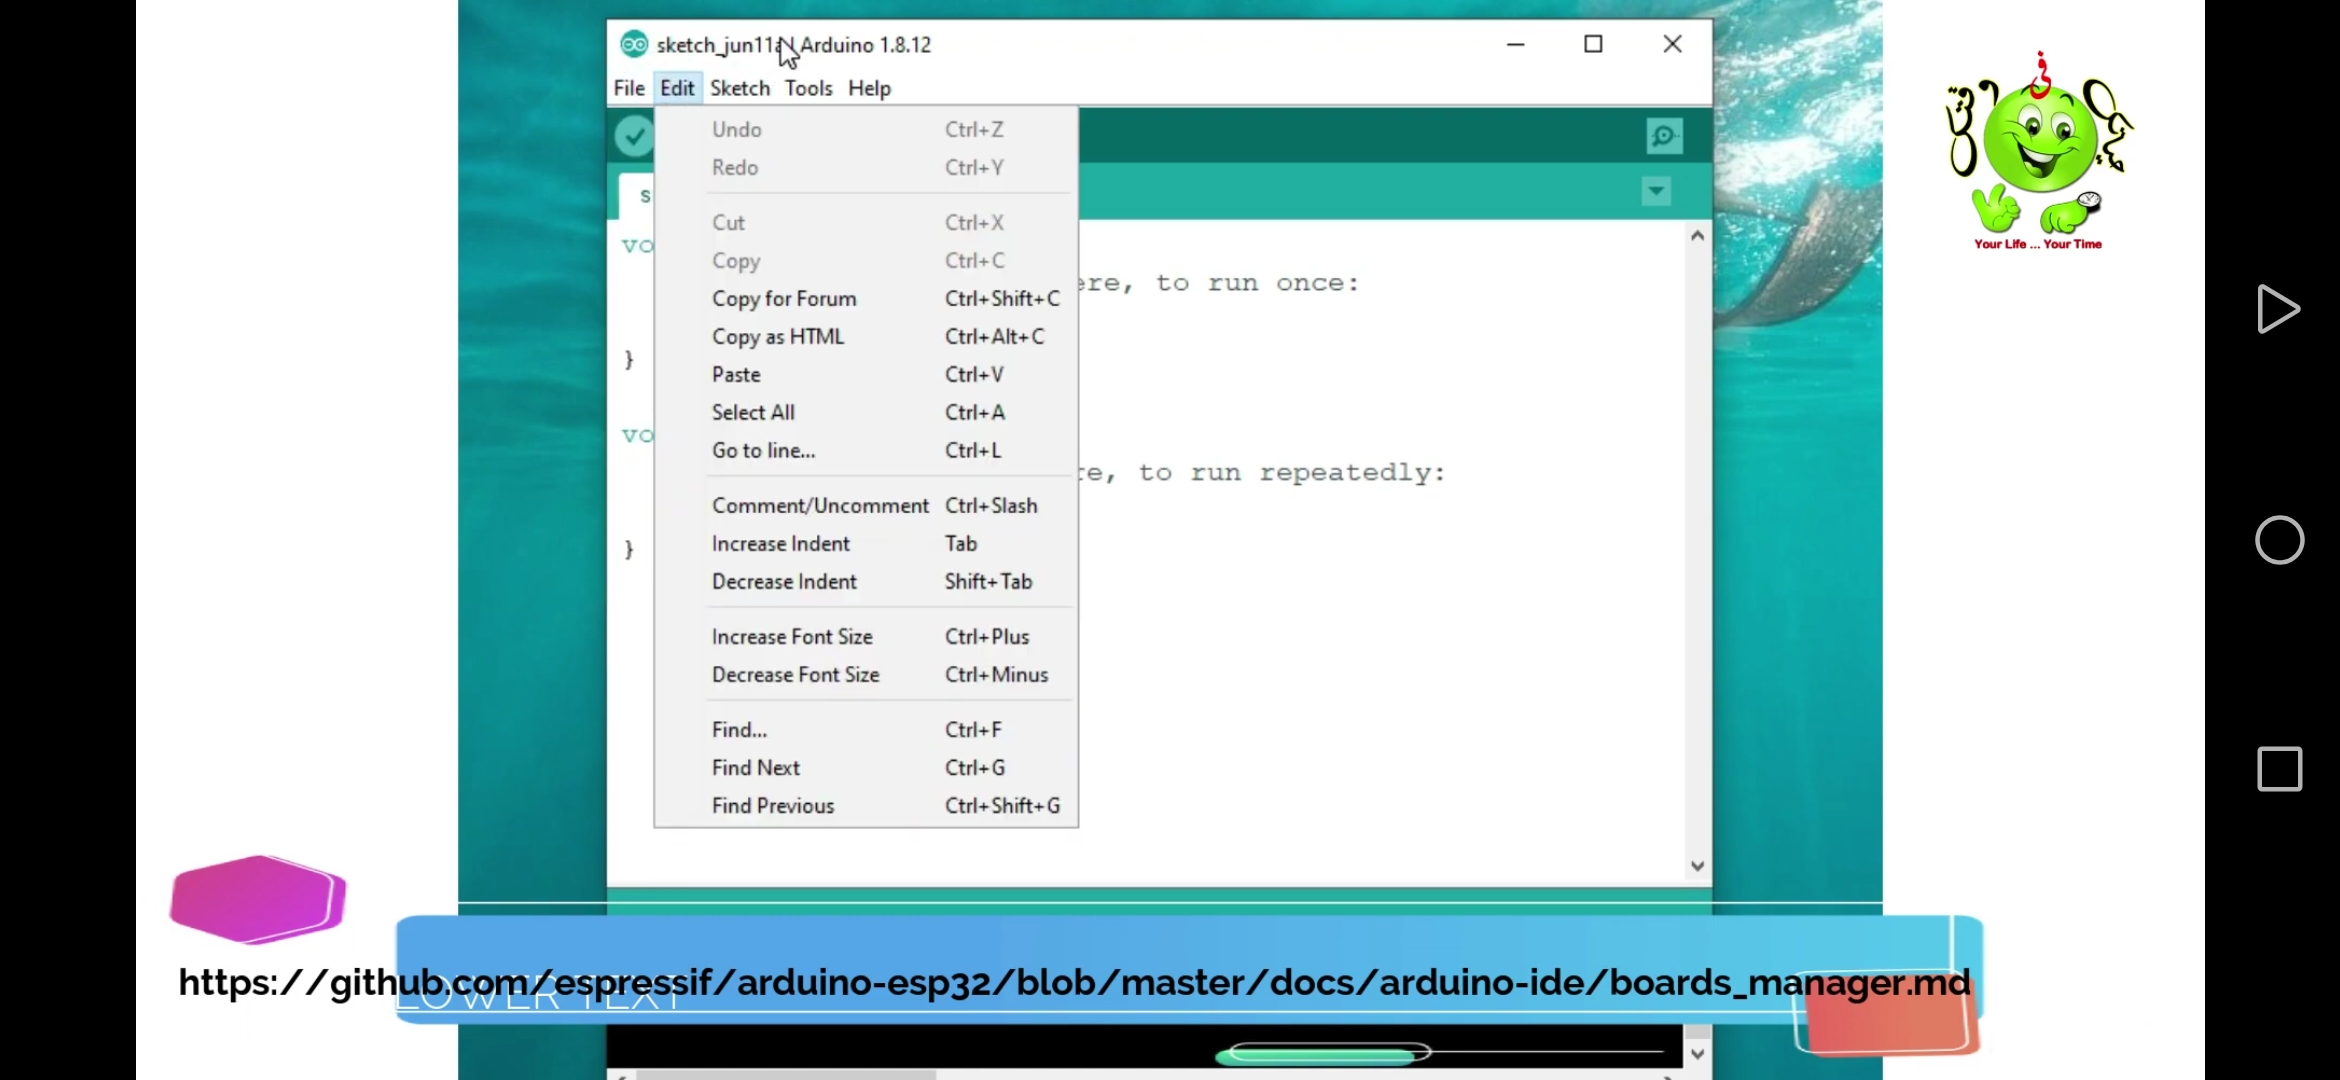 sketch_jun11a | Arduino 1.8.12
File Edit Sketch Tools Help
Undo Ctrl+Z
Redo Ctrl+Y
s
Cut Ctrl+X
vo
Copy Ctrl+C
ere, to run once:
Copy for Forum Ctrl+Shift+C
Copy as HTML Ctrl+Alt+C
}
Paste Ctrl+V
Select All Ctrl+A
vo
Go to line... Ctrl+L
re, to run repeatedly:
Comment/Uncomment Ctrl+Slash
Increase Indent Tab
}
Decrease Indent Shift+Tab
Increase Font Size Ctrl+Plus
Decrease Font Size Ctrl+Minus
Find... Ctrl+F
Find Next Ctrl+G
Find Previous Ctrl+Shift+G
Your Life ... Your Time
https://github.com/espressif/arduino-esp32/blob/master/docs/arduino-ide/boards_manager.md
LOWER TEXT